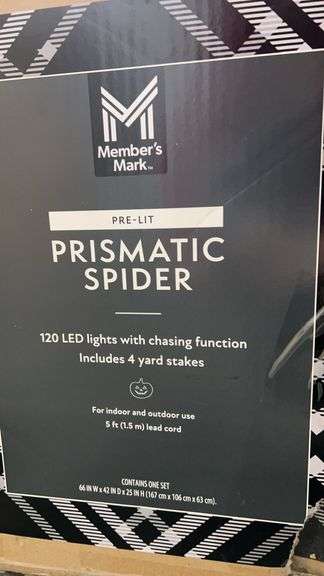 Member's
Mark™
PRE-LIT
PRISMATIC
SPIDER
120 LED lights with chasing function
Includes 4 yard stakes
For indoor and outdoor use
5 ft (1.5 m) lead cord
CONTAINS ONE SET
66 IN W x 42 IN D x 25 IN H (167 cm x 106 cm x 63 cm).